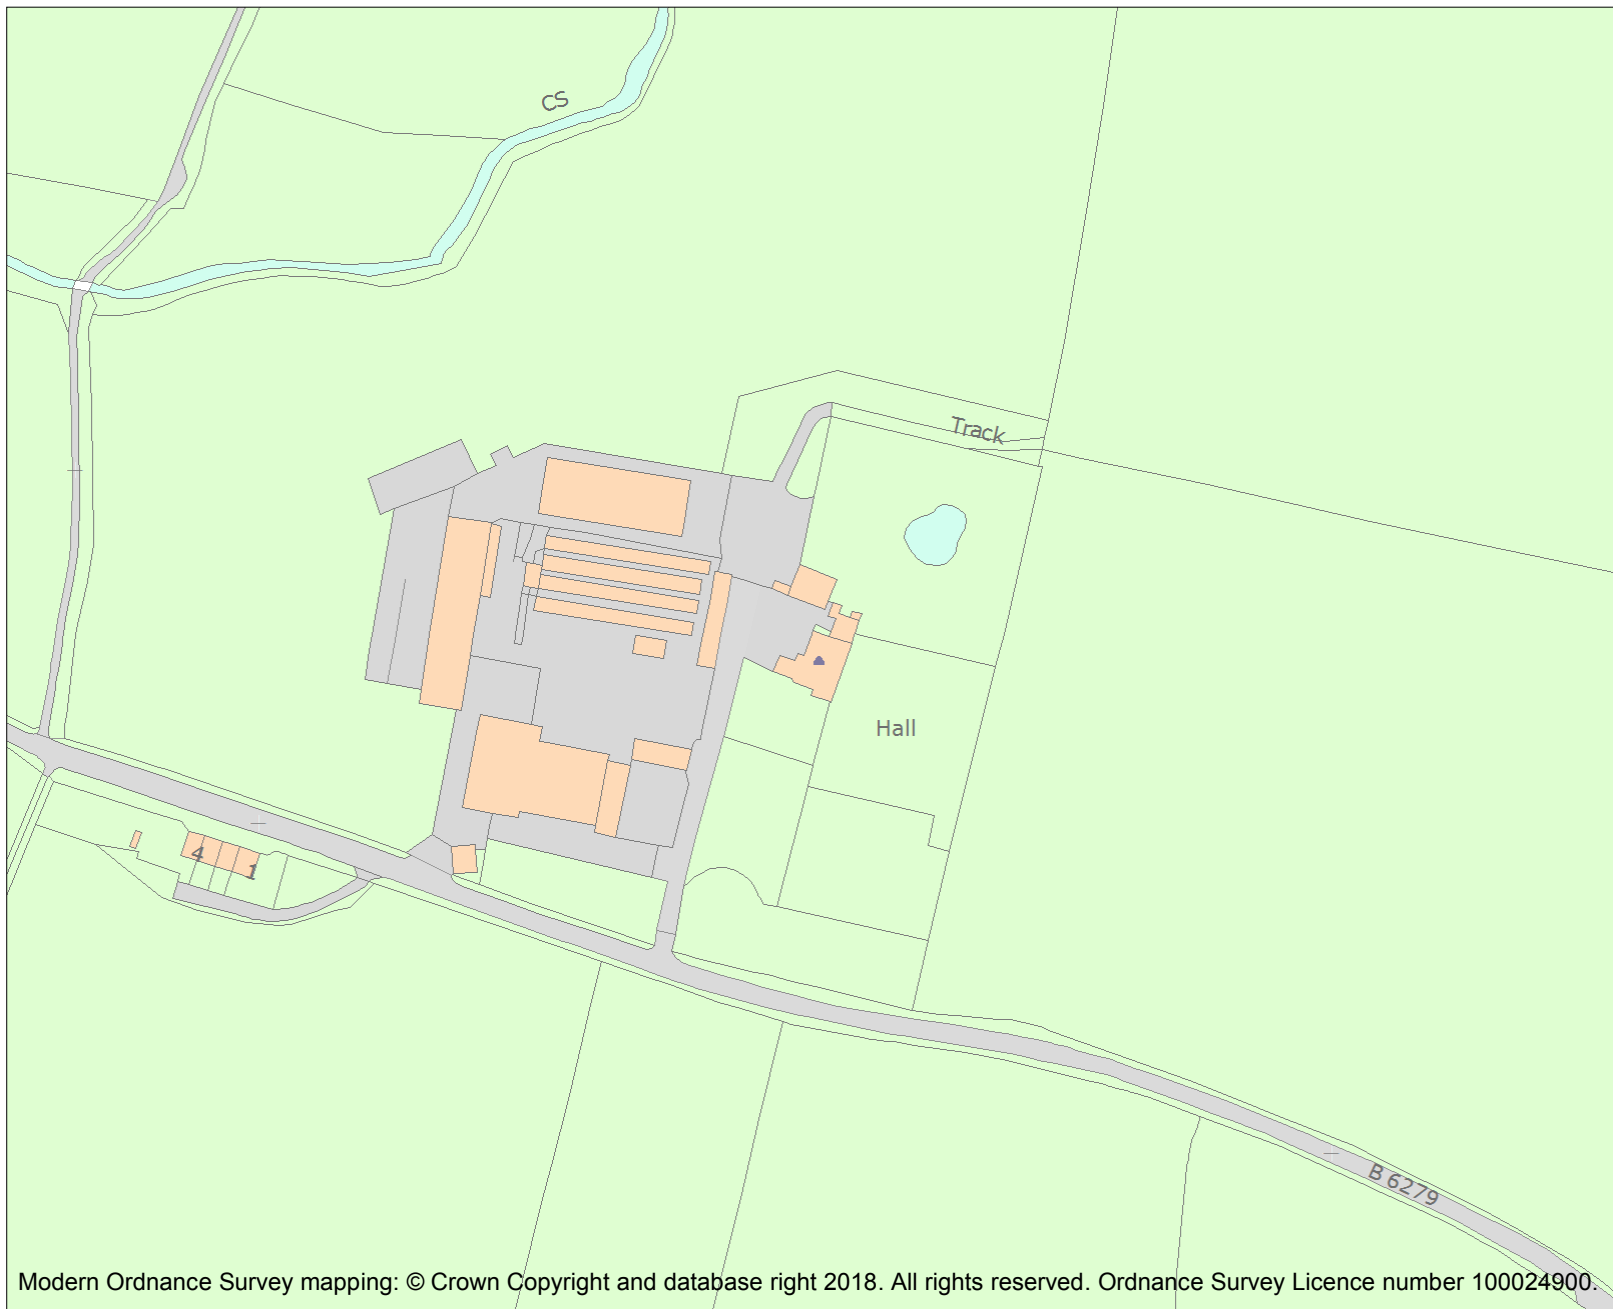 CS
Track
Hall
4
1
B 6279
Modern Ordnance Survey mapping: © Crown Copyright and database right 2018. All rights reserved. Ordnance Survey Licence number 100024900.